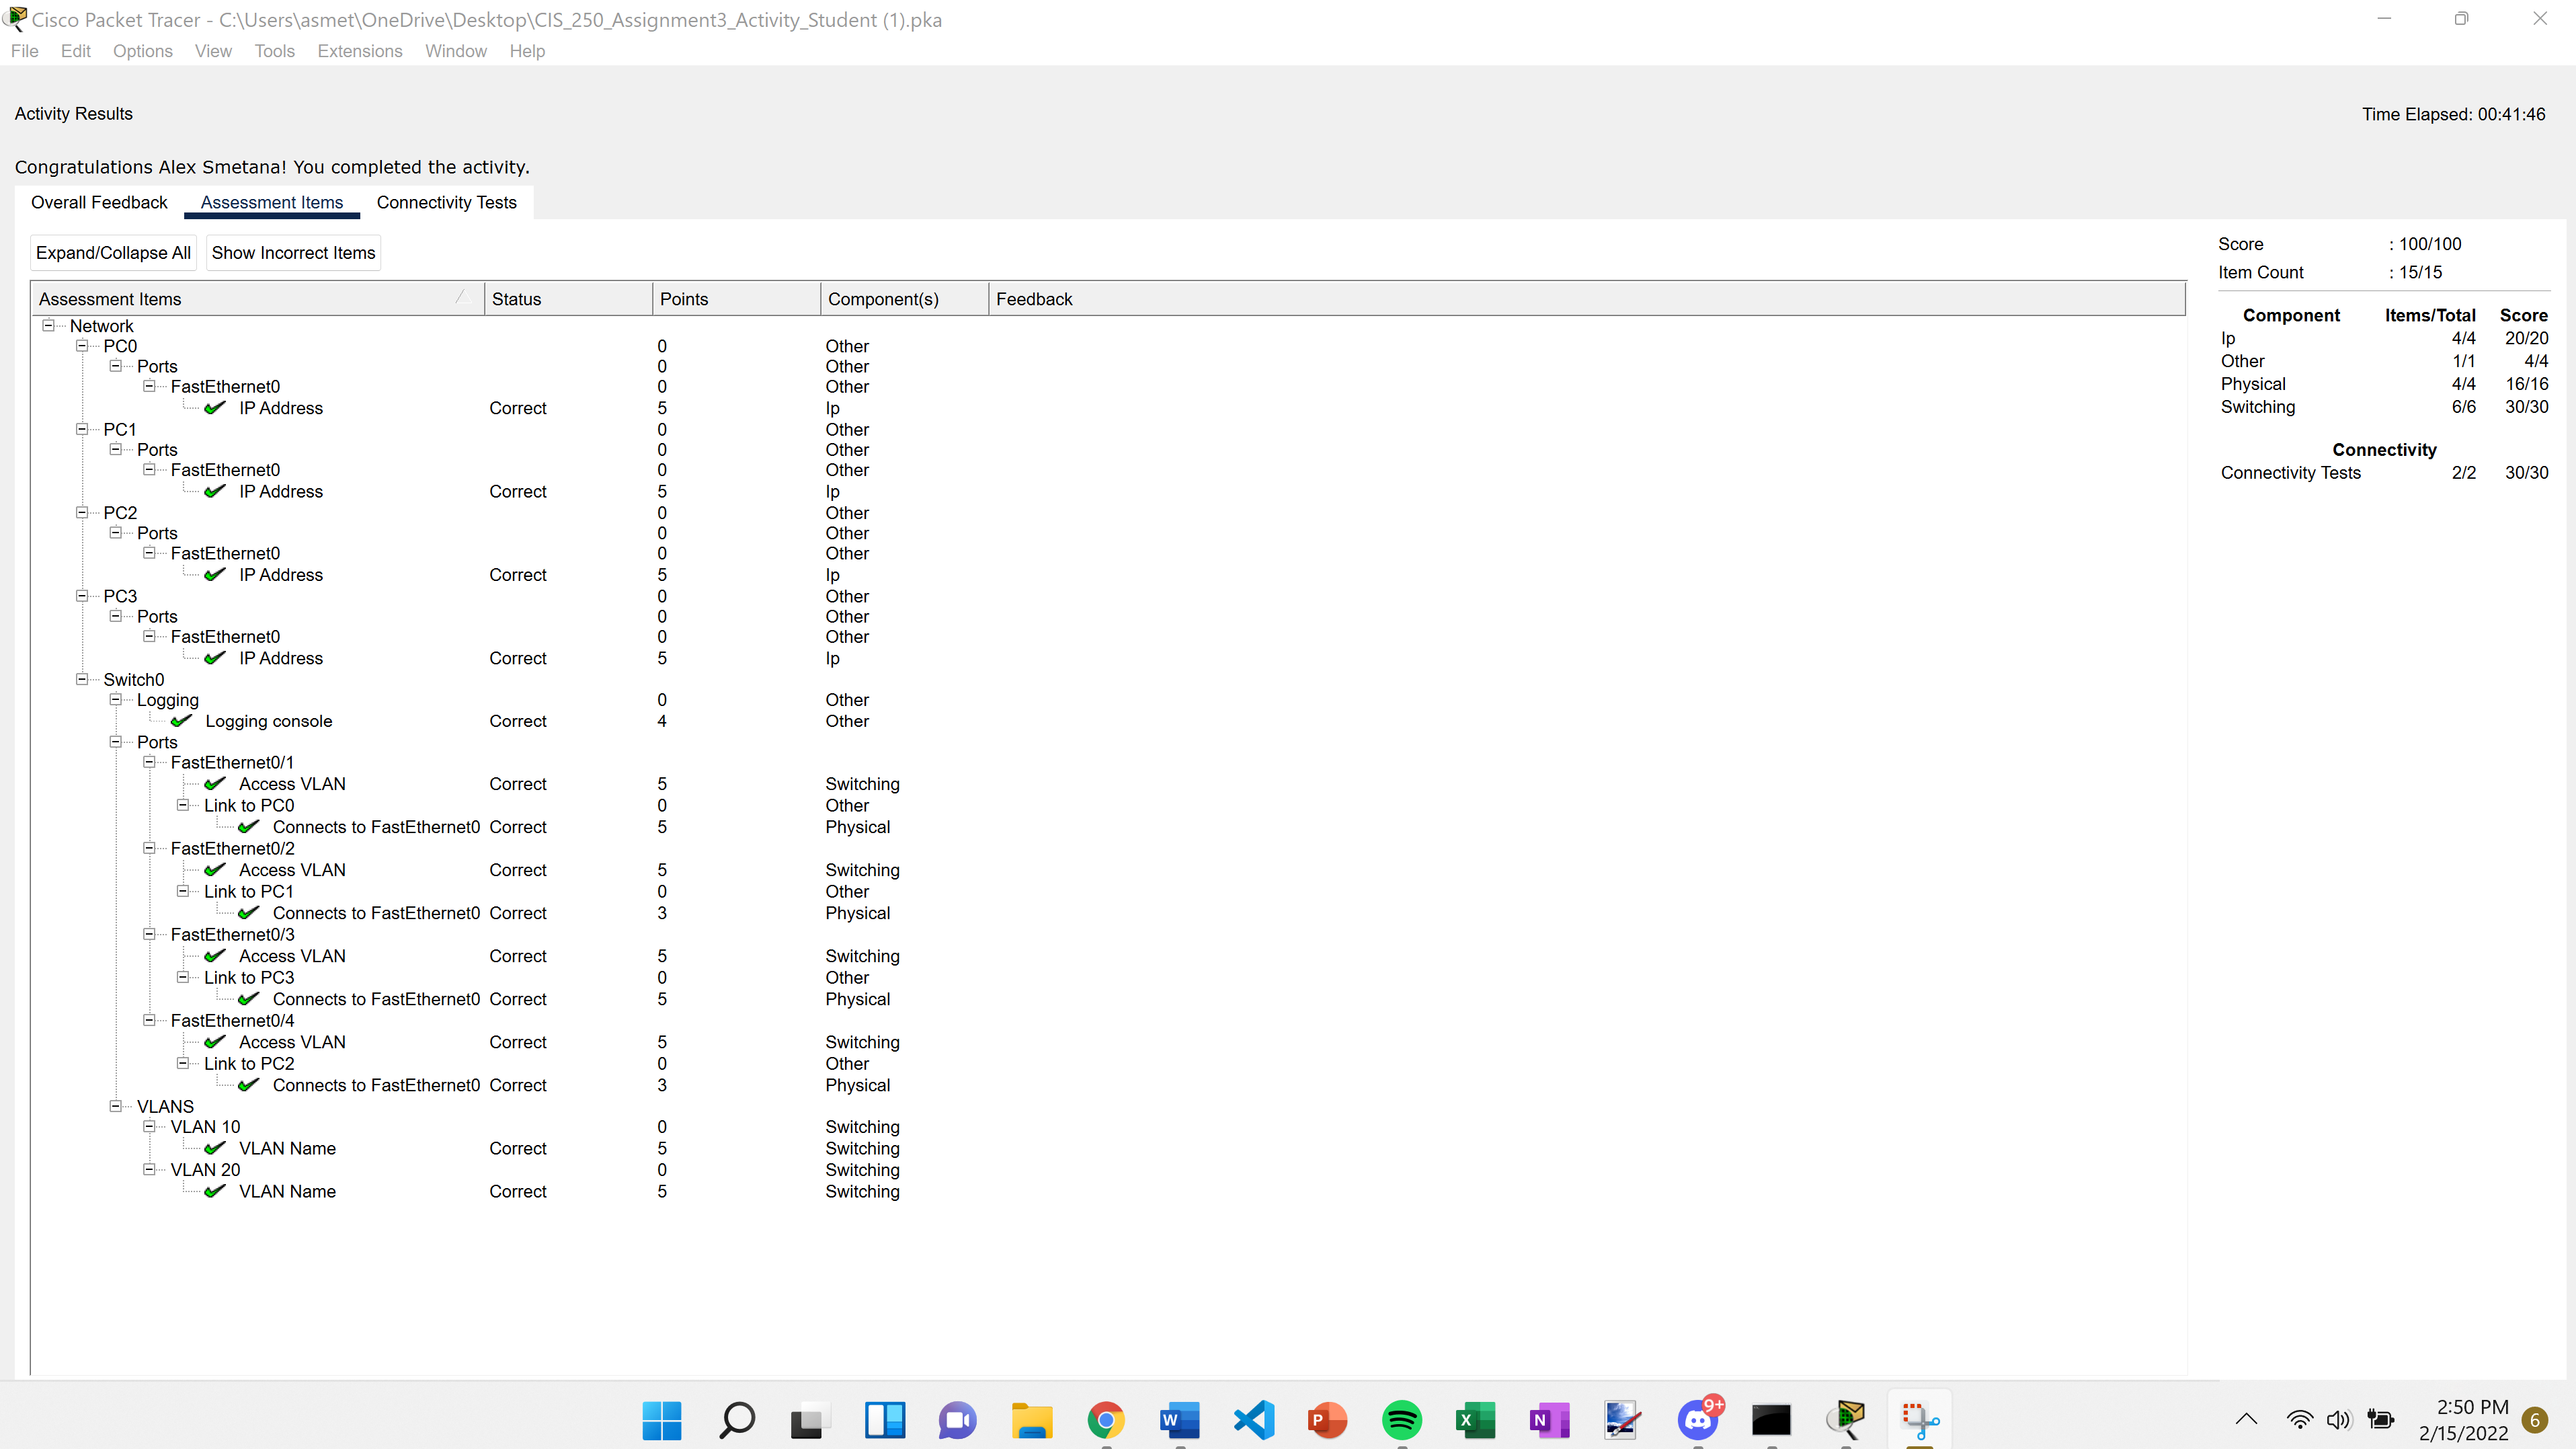 Cisco Packet Tracer - C:\Users\asmet\OneDrive\Desktop\CIS_250_Assignment3_Activity_Student (1).pka
File Edit Options View Tools Extensions Window Help
Activity Results
Time Elapsed: 00:41:46
Congratulations Alex Smetana! You completed the activity.
Overall Feedback Assessment Items Connectivity Tests
Expand/Collapse All Show Incorrect Items
Assessment Items Status Points Component(s) Feedback
Network
PC0 0 Other
Ports 0 Other
FastEthernet0 0 Other
IP Address Correct 5 Ip
PC1 0 Other
Ports 0 Other
FastEthernet0 0 Other
IP Address Correct 5 Ip
PC2 0 Other
Ports 0 Other
FastEthernet0 0 Other
IP Address Correct 5 Ip
PC3 0 Other
Ports 0 Other
FastEthernet0 0 Other
IP Address Correct 5 Ip
Switch0
Logging 0 Other
Logging console Correct 4 Other
Ports
FastEthernet0/1
Access VLAN Correct 5 Switching
Link to PC0 0 Other
Connects to FastEthernet0 Correct 5 Physical
FastEthernet0/2
Access VLAN Correct 5 Switching
Link to PC1 0 Other
Connects to FastEthernet0 Correct 3 Physical
FastEthernet0/3
Access VLAN Correct 5 Switching
Link to PC3 0 Other
Connects to FastEthernet0 Correct 5 Physical
FastEthernet0/4
Access VLAN Correct 5 Switching
Link to PC2 0 Other
Connects to FastEthernet0 Correct 3 Physical
VLANS
VLAN 10 0 Switching
VLAN Name Correct 5 Switching
VLAN 20 0 Switching
VLAN Name Correct 5 Switching
Score : 100/100
Item Count : 15/15
Component Items/Total Score
Ip 4/4 20/20
Other 1/1 4/4
Physical 4/4 16/16
Switching 6/6 30/30
Connectivity
Connectivity Tests 2/2 30/30
W P X N 9+
2:50 PM
2/15/2022
6